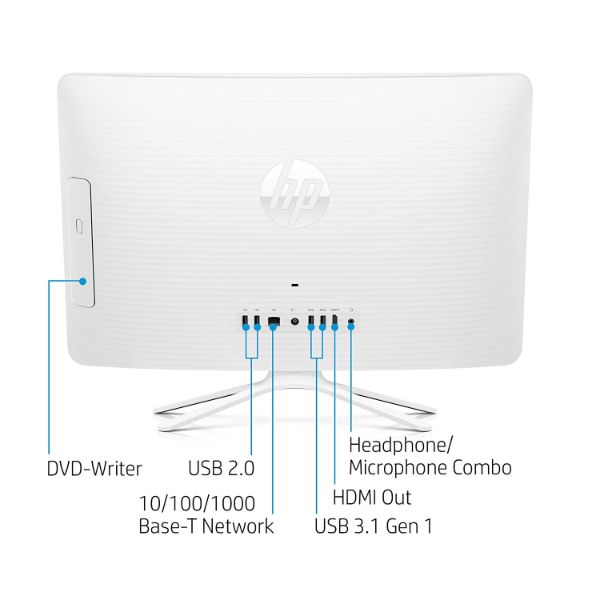 hp
DVD-Writer
USB 2.0
10/100/1000
Base-T Network
Headphone/
Microphone Combo
HDMI Out
USB 3.1 Gen 1